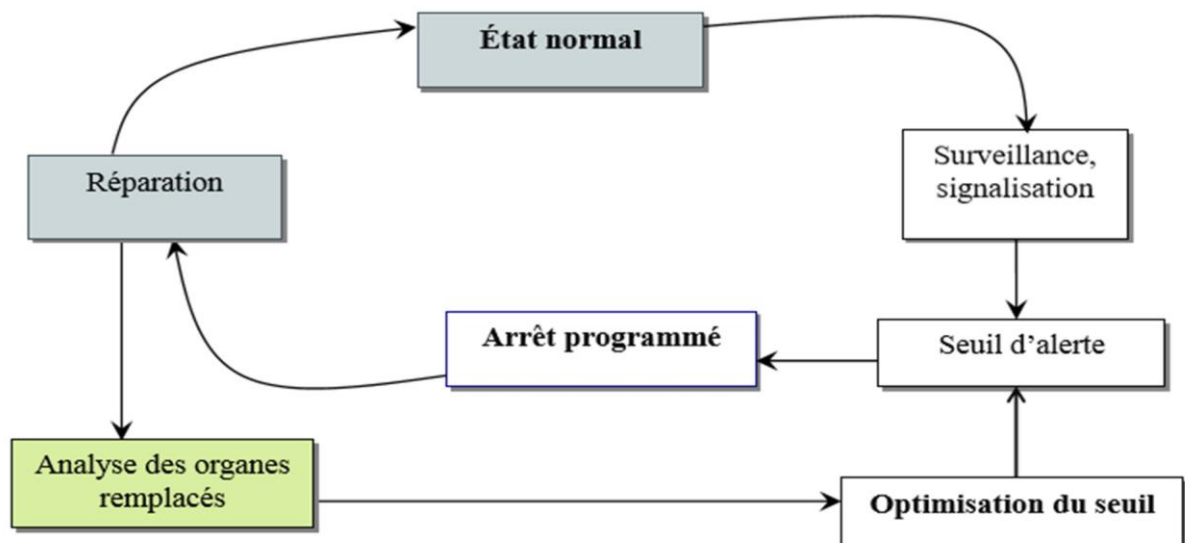 État normal
Surveillance,
signalisation
Réparation
Arrêt programmé
Seuil d’alerte
Analyse des organes
remplacés
Optimisation du seuil